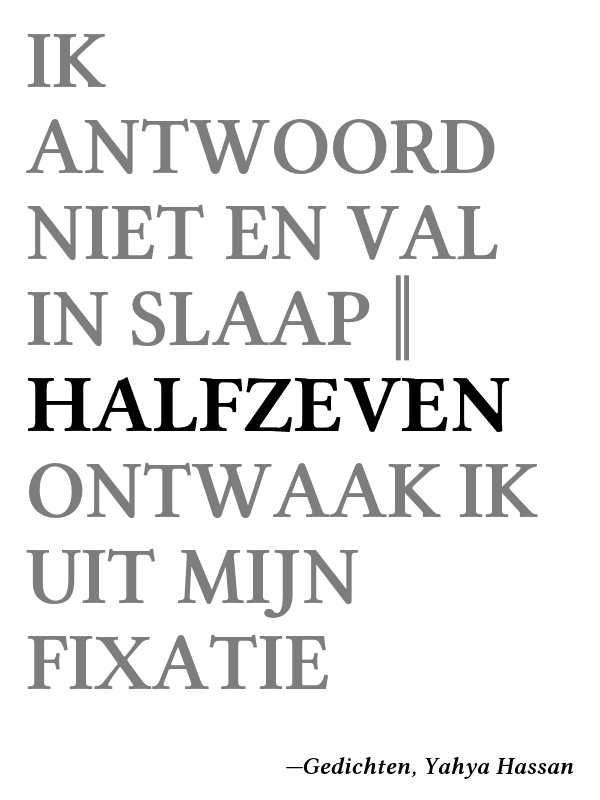 IK
ANTWOORD
NIET EN VAL
IN SLAAP ‖
HALFZEVEN
ONTWAAK IK
UIT MIJN
FIXATIE
—Gedichten, Yahya Hassan